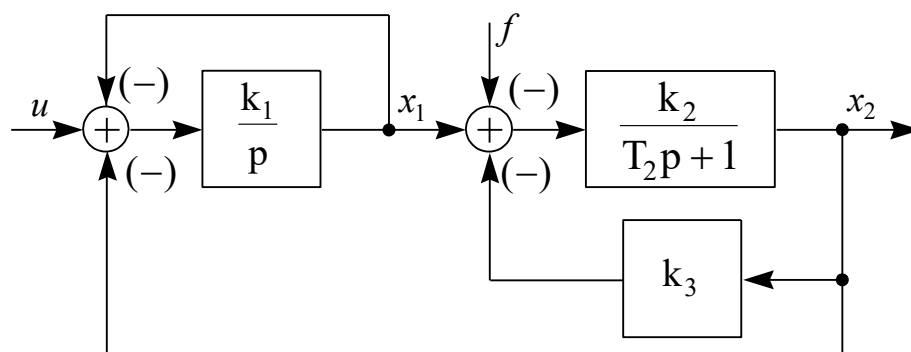 f
(−) (−)
u + k₁/p x₁ + k₂/(T₂p + 1) x₂
(−) (−)
k₃